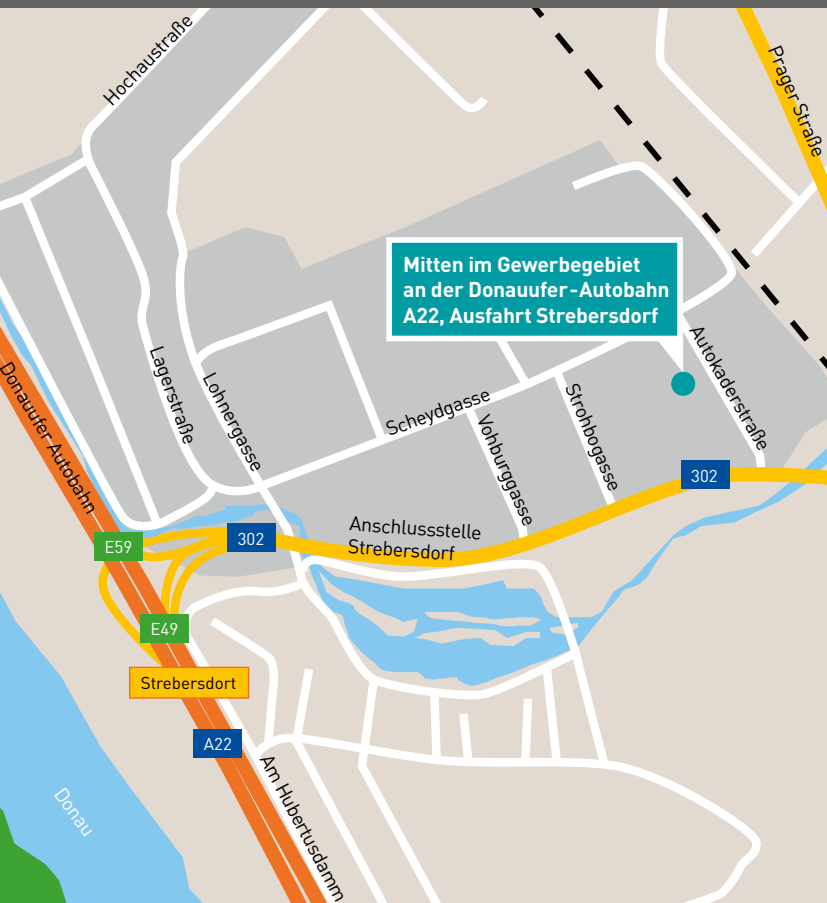 Hochaustraße
Prager Straße
Mitten im Gewerbegebiet
an der Donauufer-Autobahn
A22, Ausfahrt Strebersdorf
Donauufer Autobahn
Lagerstraße
Lohnergasse
Scheydgasse
Vohburggasse
Strohbogasse
Autokaderstraße
302
Anschlussstelle
Strebersdorf
302
E59
E49
Strebersdort
A22
Am Hubertusdamm
Donau